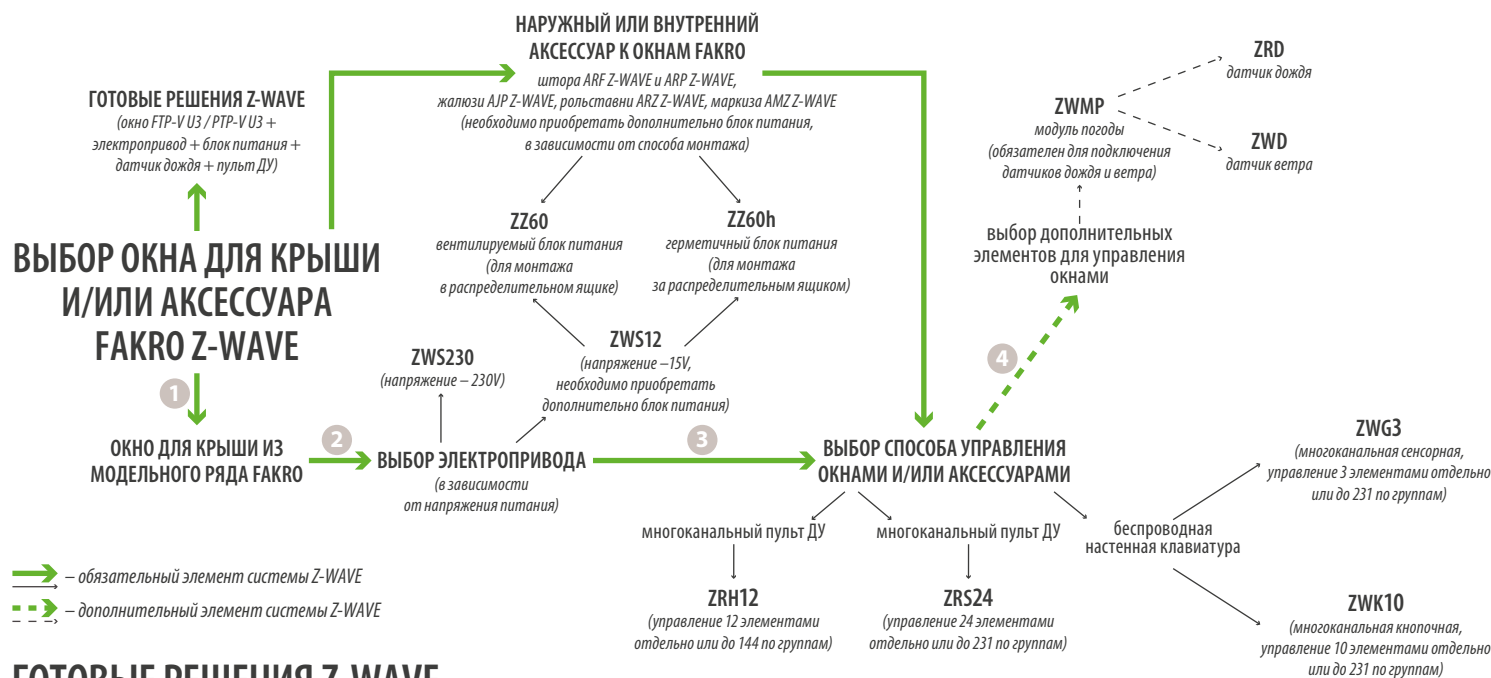 НАРУЖНЫЙ ИЛИ ВНУТРЕННИЙ
АКСЕССУАР К ОКНАМ FAKRO
штора ARF Z-WAVE и ARP Z-WAVE,
жалюзи AJP Z-WAVE, рольставни ARZ Z-WAVE, маркиза AMZ Z-WAVE
(необходимо приобретать дополнительно блок питания,
в зависимости от способа монтажа)
ГОТОВЫЕ РЕШЕНИЯ Z-WAVE
(окно FTP-V U3 / PTP-V U3 +
электропривод + блок питания +
датчик дождя + пульт ДУ)
ZRD
датчик дождя
ZWMP
модуль погоды
(обязателен для подключения
датчиков дождя и ветра)
ZWD
датчик ветра
ВЫБОР ОКНА ДЛЯ КРЫШИ
И/ИЛИ АКСЕССУАРА
FAKRO Z-WAVE
ZZ60
вентилируемый блок питания
(для монтажа
в распределительном ящике)
ZZ60h
герметичный блок питания
(для монтажа
за распределительным ящиком)
выбор дополнительных
элементов для управления
окнами
ZWS230
(напряжение – 230V)
ZWS12
(напряжение –15V,
необходимо приобретать
дополнительно блок питания)
4
1
ОКНО ДЛЯ КРЫШИ ИЗ
МОДЕЛЬНОГО РЯДА FAKRO
2
ВЫБОР ЭЛЕКТРОПРИВОДА
(в зависимости
от напряжения питания)
3
ВЫБОР СПОСОБА УПРАВЛЕНИЯ
ОКНАМИ И/ИЛИ АКСЕССУАРАМИ
ZWG3
(многоканальная сенсорная,
управление 3 элементами отдельно
или до 231 по группам)
многоканальный пульт ДУ
многоканальный пульт ДУ
беспроводная
настенная клавиатура
– обязательный элемент системы Z-WAVE
– дополнительный элемент системы Z-WAVE
ZRH12
(управление 12 элементами
отдельно или до 144 по группам)
ZRS24
(управление 24 элементами
отдельно или до 231 по группам)
ZWK10
(многоканальная кнопочная,
управление 10 элементами отдельно
или до 231 по группам)
ГОТОВЫЕ РЕШЕНИЯ Z-WAVE